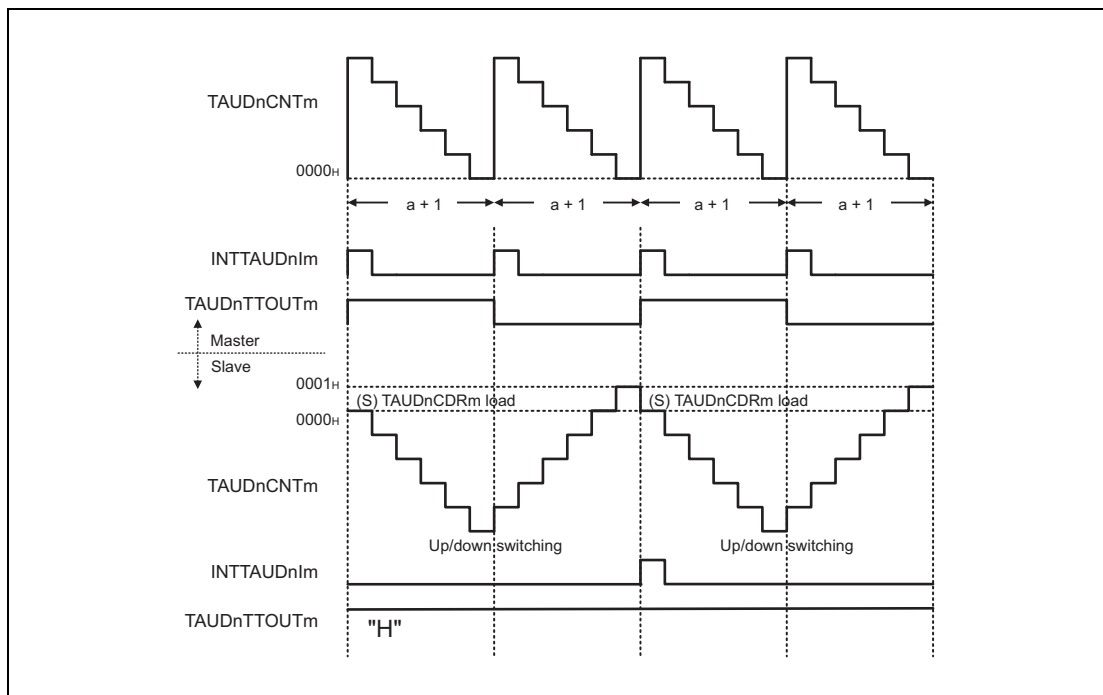 TAUDnCNTm
0000H
a + 1
a + 1
a + 1
a + 1
INTTAUDnIm
TAUDnTTOUTm
Master
Slave
0001H
(S) TAUDnCDRm load
(S) TAUDnCDRm load
0000H
TAUDnCNTm
Up/down switching
Up/down switching
INTTAUDnIm
TAUDnTTOUTm
"H"